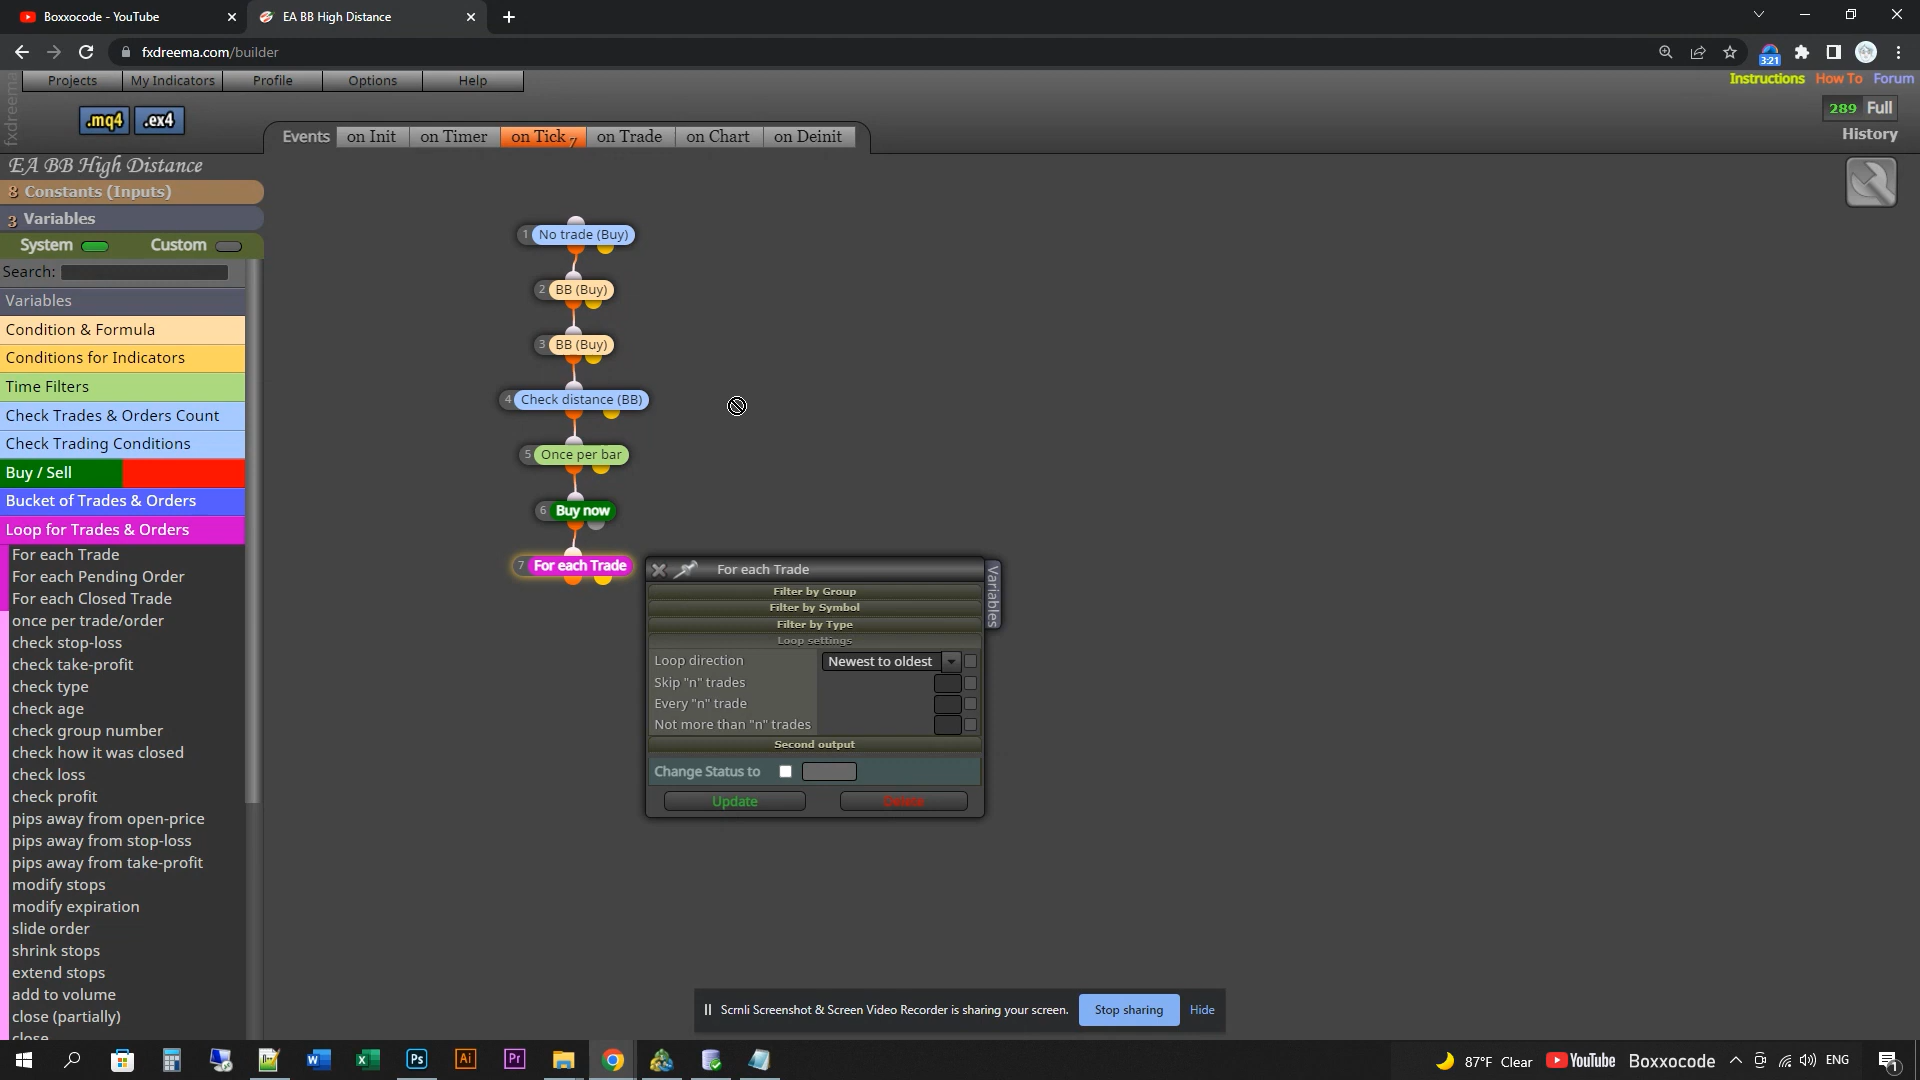 Boxxocode - YouTube
EA BB High Distance
fxdreema.com/builder
3:21
Projects
My Indicators
Profile
Options
Help
Instructions
How To
Forum
fxdreema
.mq4
.ex4
289 Full
History
Events
on Init
on Timer
on Tick 7
on Trade
on Chart
on Deinit
EA BB High Distance
8 Constants (Inputs)
3 Variables
System
Custom
Search:
Variables
Condition & Formula
Conditions for Indicators
Time Filters
Check Trades & Orders Count
Check Trading Conditions
Buy / Sell
Bucket of Trades & Orders
Loop for Trades & Orders
For each Trade
For each Pending Order
For each Closed Trade
once per trade/order
check stop-loss
check take-profit
check type
check age
check group number
check how it was closed
check loss
check profit
pips away from open-price
pips away from stop-loss
pips away from take-profit
modify stops
modify expiration
slide order
shrink stops
extend stops
add to volume
close (partially)
close
1 No trade (Buy)
2 BB (Buy)
3 BB (Buy)
4 Check distance (BB)
5 Once per bar
6 Buy now
7 For each Trade
For each Trade
Variables
Filter by Group
Filter by Symbol
Filter by Type
Loop settings
Loop direction
Newest to oldest
Skip "n" trades
Every "n" trade
Not more than "n" trades
Second output
Change Status to
Update
Delete
Scrnli Screenshot & Screen Video Recorder is sharing your screen.
Stop sharing
Hide
Ps
Ai
Pr
87°F Clear
YouTube
Boxxocode
ENG
1